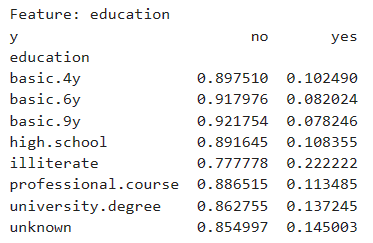 Feature: education
y no yes
education
basic.4y 0.897510 0.102490
basic.6y 0.917976 0.082024
basic.9y 0.921754 0.078246
high.school 0.891645 0.108355
illiterate 0.777778 0.222222
professional.course 0.886515 0.113485
university.degree 0.862755 0.137245
unknown 0.854997 0.145003